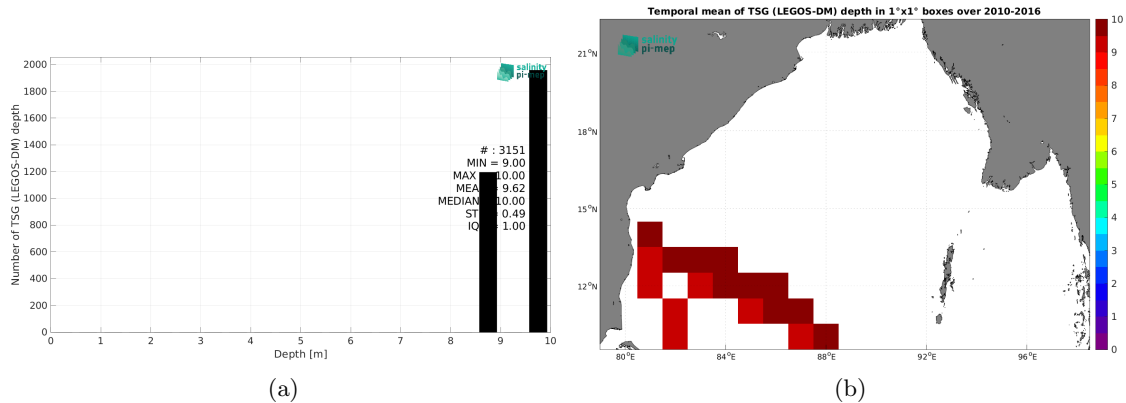 salinity
pi-mep
# : 3151
MIN = 9.00
MAX = 10.00
MEAN = 9.62
MEDIAN = 10.00
ST = 0.49
IQ = 1.00
Number of TSG (LEGOS-DM) depth
2000
1800
1600
1400
1200
1000
800
600
400
200
0
0 1 2 3 4 5 6 7 8 9 10
Depth [m]
(a)
Temporal mean of TSG (LEGOS-DM) depth in 1°x1° boxes over 2010-2016
salinity
pi-mep
21°N
18°N
15°N
12°N
80°E 84°E 88°E 92°E 96°E
10
9
8
7
6
5
4
3
2
1
0
(b)